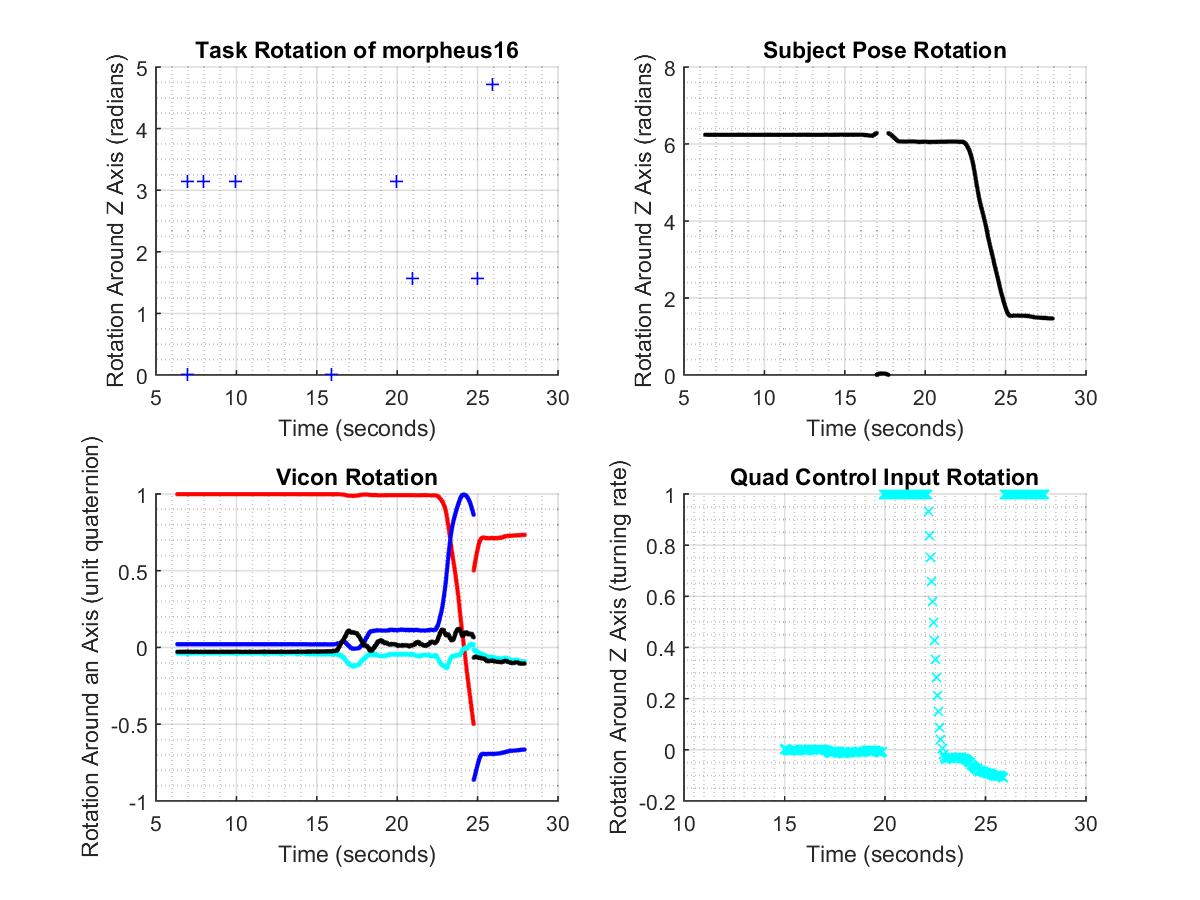 Task Rotation of morpheus16
Rotation Around Z Axis (radians)
5
4
3
2
1
0
5 10 15 20 25 30
Time (seconds)
Subject Pose Rotation
Rotation Around Z Axis (radians)
8
6
4
2
0
5 10 15 20 25 30
Time (seconds)
Vicon Rotation
Rotation Around an Axis (unit quaternion)
1
0.5
0
-0.5
-1
5 10 15 20 25 30
Time (seconds)
Quad Control Input Rotation
Rotation Around Z Axis (turning rate)
1
0.8
0.6
0.4
0.2
0
-0.2
10 15 20 25 30
Time (seconds)